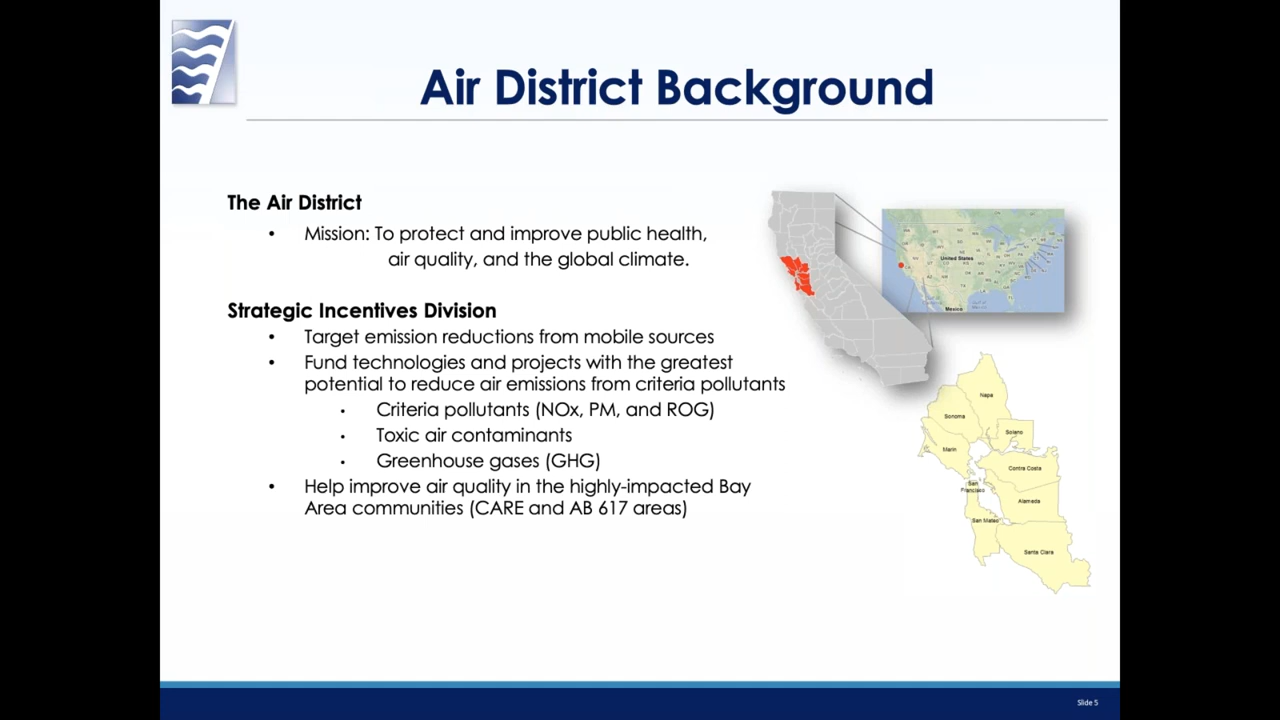 Air District Background
The Air District
• Mission: To protect and improve public health,
air quality, and the global climate.
Strategic Incentives Division
• Target emission reductions from mobile sources
• Fund technologies and projects with the greatest
potential to reduce air emissions from criteria pollutants
• Criteria pollutants (NOx, PM, and ROG)
• Toxic air contaminants
• Greenhouse gases (GHG)
• Help improve air quality in the highly-impacted Bay
Area communities (CARE and AB 617 areas)
United States
Mexico
Napa
Sonoma
Solano
Marin
Contra Costa
San
Francisco
Alameda
San Mateo
Santa Clara
Slide 5